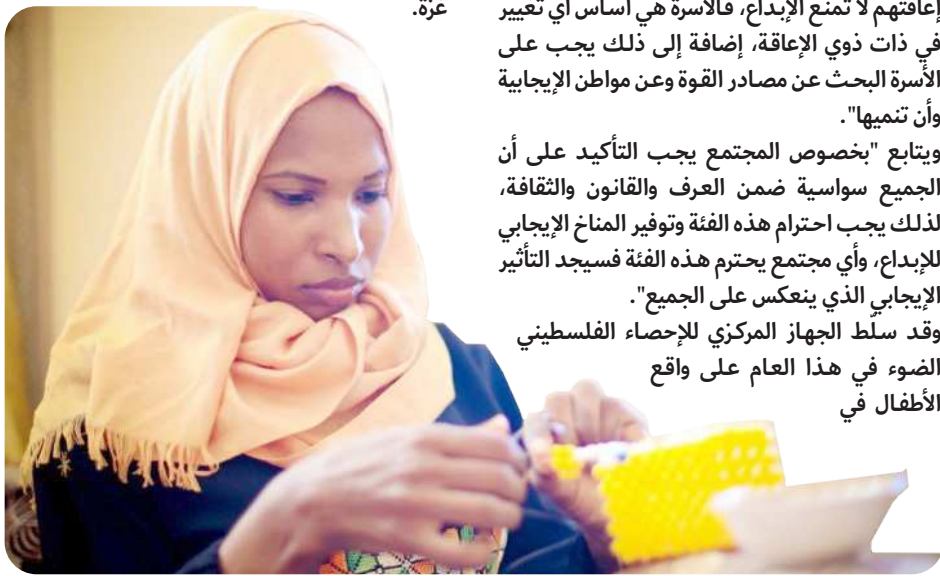 إعاقتهم لا تمنع الإبداع، فالأسرة هي أساس أي تغيير
في ذات ذوي الإعاقة، إضافة إلى ذلك يجب على
الأسرة البحث عن مصادر القوة وعن مواطن الإيجابية
وأن تنميها".
ويتابع "بخصوص المجتمع يجب التأكيد على أن
الجميع سواسية ضمن العرف والقانون والثقافة،
لذلك يجب احترام هذه الفئة وتوفير المناخ الإيجابي
للإبداع، وأي مجتمع يحترم هذه الفئة فسيجد التأثير
الإيجابي الذي ينعكس على الجميع".
وقد سلّط الجهاز المركزي للإحصاء الفلسطيني
الضوء في هذا العام على واقع
الأطفال في
غزة.